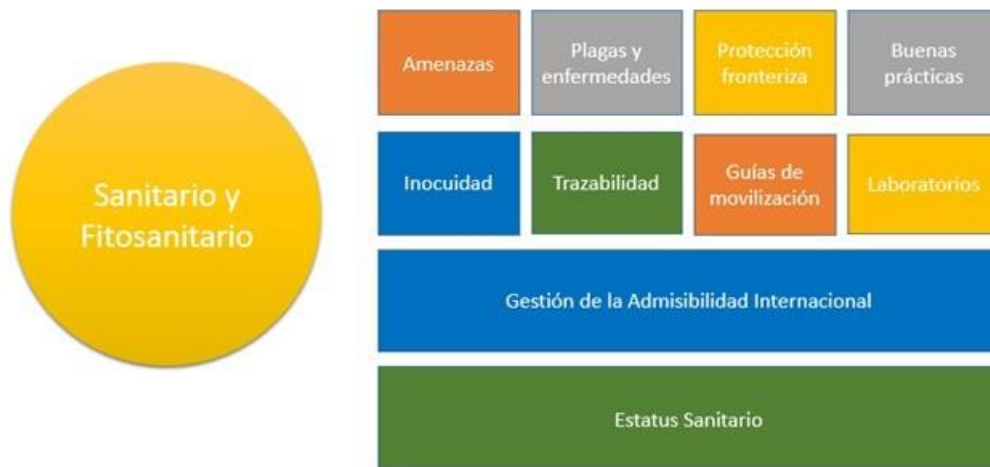 Sanitario y
Fitosanitario
Amenazas
Plagas y
enfermedades
Protección
fronteriza
Buenas
prácticas
Inocuidad
Trazabilidad
Guías de
movilización
Laboratorios
Gestión de la Admisibilidad Internacional
Estatus Sanitario